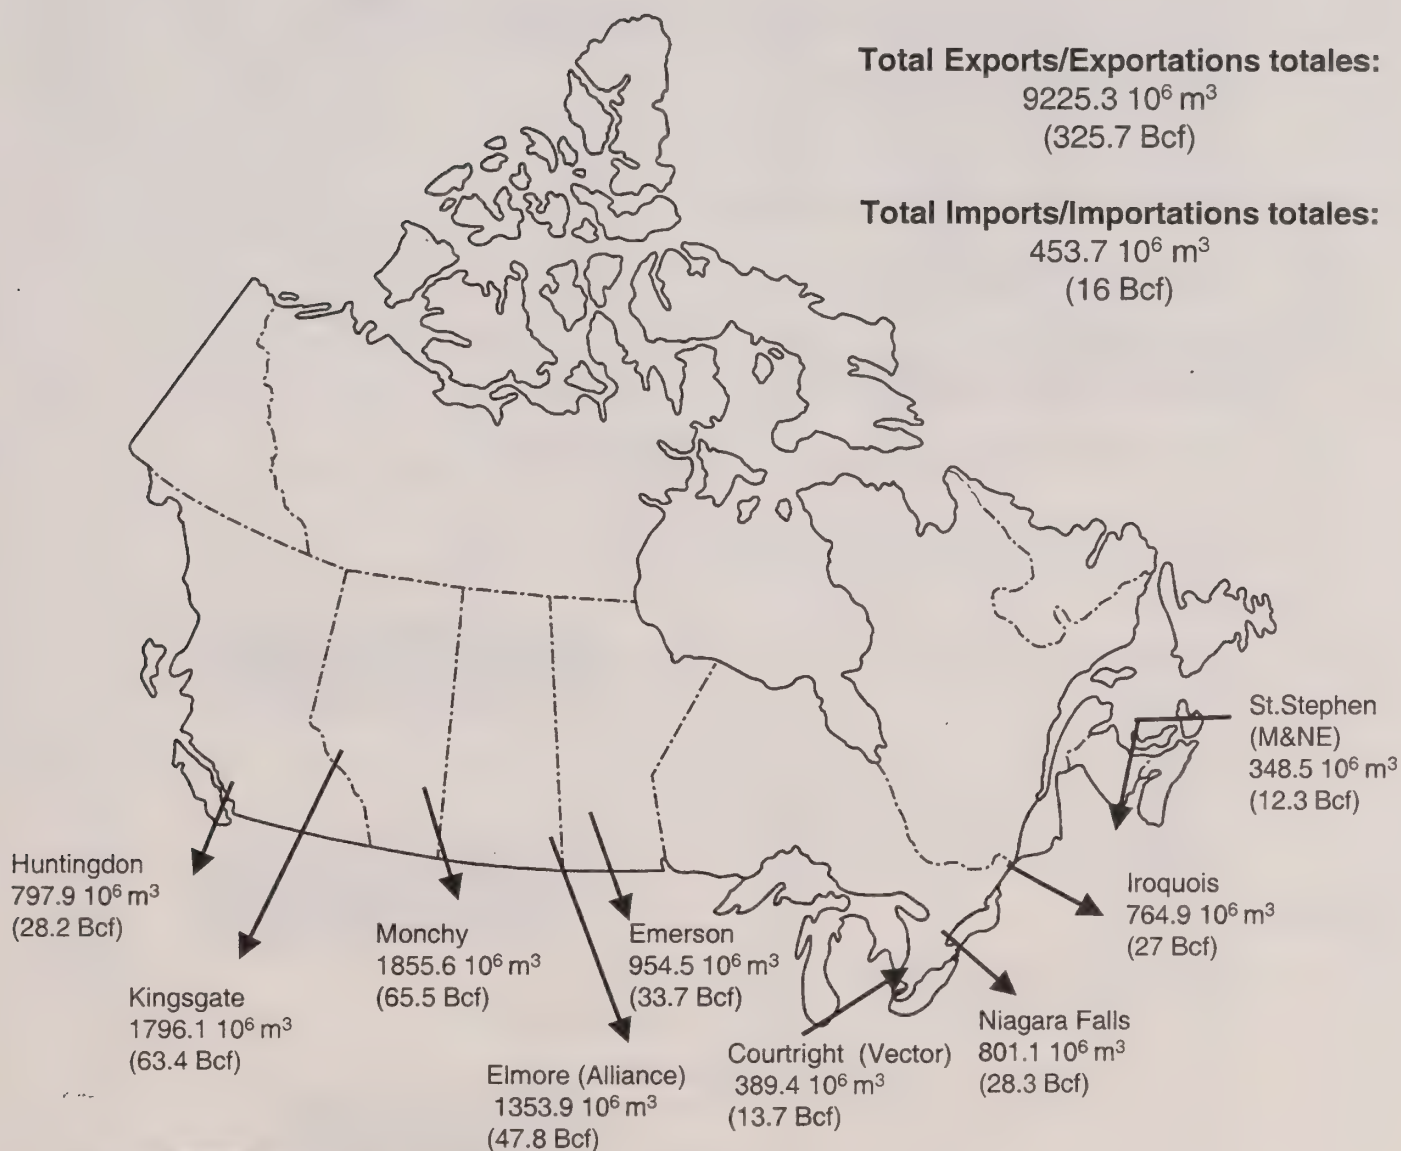 Total Exports/Exportations totales:
9225.3 10⁶ m³
(325.7 Bcf)
Total Imports/Importations totales:
453.7 10⁶ m³
(16 Bcf)
St.Stephen
(M&NE)
348.5 10⁶ m³
(12.3 Bcf)
Huntingdon
797.9 10⁶ m³
(28.2 Bcf)
Kingsgate
1796.1 10⁶ m³
(63.4 Bcf)
Monchy
1855.6 10⁶ m³
(65.5 Bcf)
Elmore (Alliance)
1353.9 10⁶ m³
(47.8 Bcf)
Emerson
954.5 10⁶ m³
(33.7 Bcf)
Courtright (Vector)
389.4 10⁶ m³
(13.7 Bcf)
Niagara Falls
801.1 10⁶ m³
(28.3 Bcf)
Iroquois
764.9 10⁶ m³
(27 Bcf)